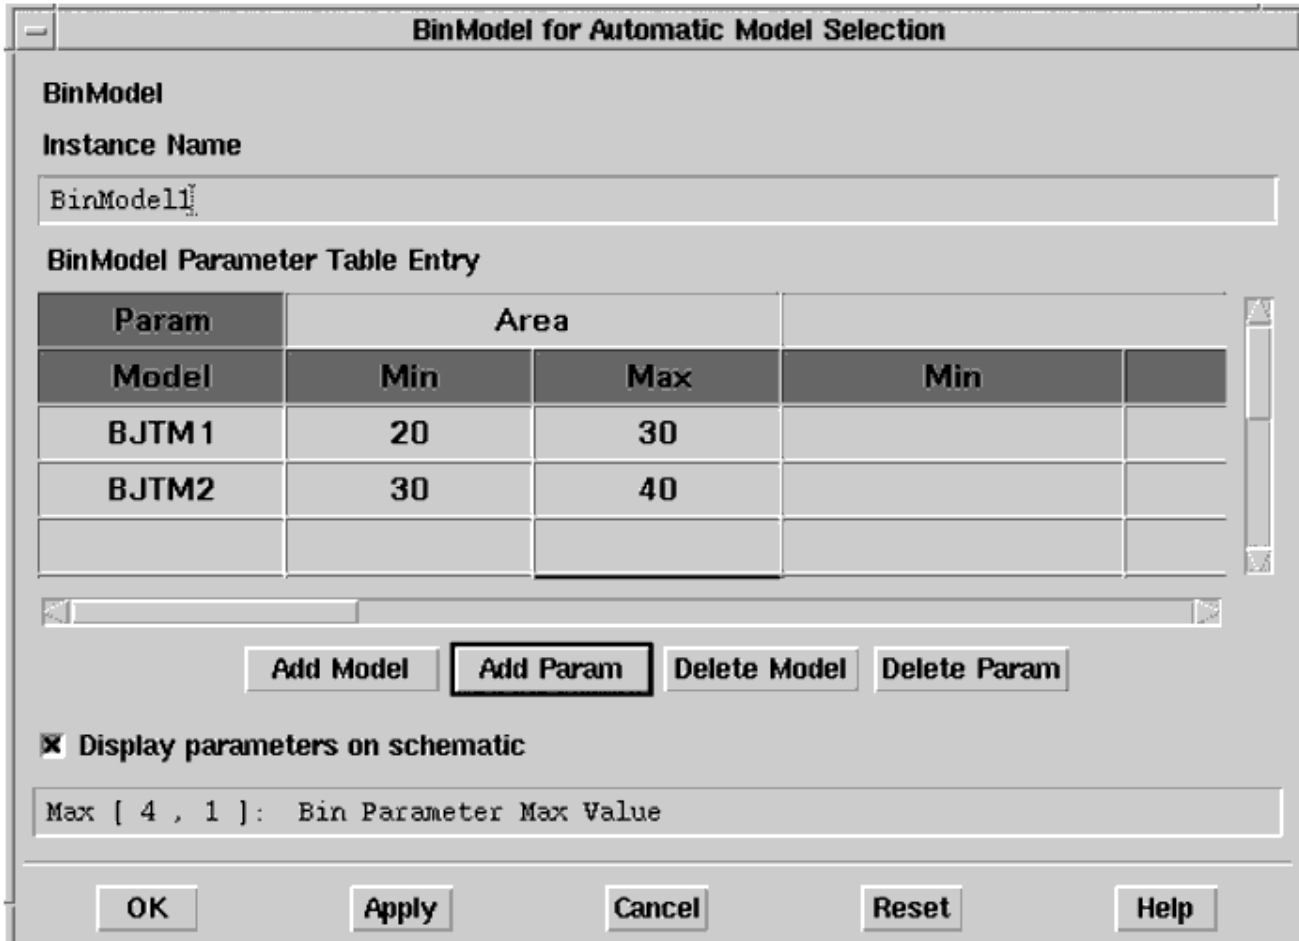 BinModel for Automatic Model Selection
BinModel
Instance Name
BinModel1
BinModel Parameter Table Entry
Param Area
Model Min Max Min
BJTM1 20 30
BJTM2 30 40
Add Model Add Param Delete Model Delete Param
Display parameters on schematic
Max [ 4 , 1 ]: Bin Parameter Max Value
OK Apply Cancel Reset Help